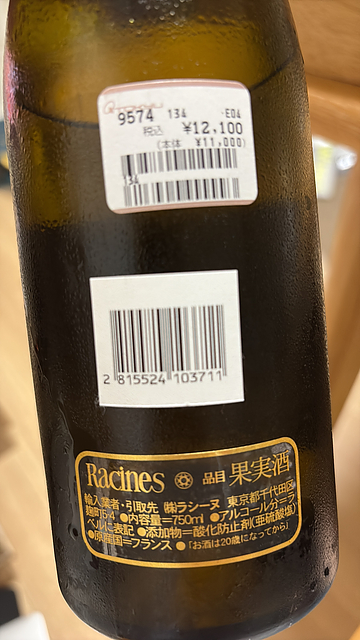 9574 134 -E04
税込 ¥12,100
(本体 ¥11,000)
134
2 815524 103711
Racines 品目 果実酒
輸入業者・引取先 ㈱ラシーヌ 東京都千代田区
麹町5-4 ●内容量=750ml ●アルコール分=ラ
ベルに表記 ●添加物=酸化防止剤(亜硫酸塩)
●原産国=フランス ●「お酒は20歳になってから」